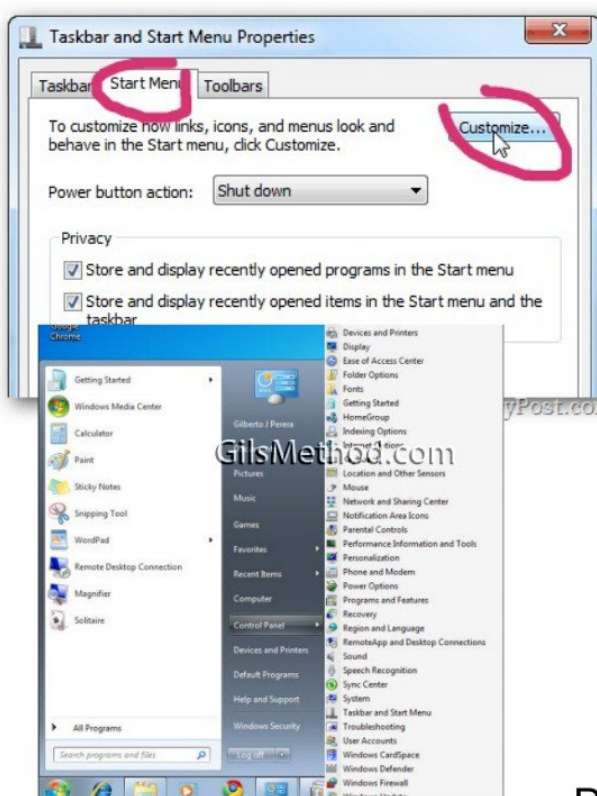 Taskbar and Start Menu Properties
Taskbar Start Menu Toolbars
To customize how links, icons, and menus look and
behave in the Start menu, click Customize.
Customize...
Power button action: Shut down
Privacy
Store and display recently opened programs in the Start menu
Store and display recently opened items in the Start menu and the
taskbar
Google
Chrome
Getting Started
Windows Media Center
Calculator
Paint
Sticky Notes
Snipping Tool
WordPad
Remote Desktop Connection
Magnifier
Solitaire
All Programs
Search programs and files
Gilberto J Perera
Pictures
Music
Games
Favorites
Recent Items
Computer
Control Panel
Devices and Printers
Default Programs
Help and Support
Windows Security
Log off
Devices and Printers
Display
Ease of Access Center
Folder Options
Fonts
Getting Started
HomeGroup
Indexing Options
Location and Other Sensors
Mouse
Network and Sharing Center
Notification Area Icons
Parental Controls
Performance Information and Tools
Personalization
Phone and Modem
Power Options
Programs and Features
Recovery
Region and Language
RemoteApp and Desktop Connections
Sound
Speech Recognition
Sync Center
System
Taskbar and Start Menu
Troubleshooting
User Accounts
Windows CardSpace
Windows Defender
Windows Firewall
GilsMethod.com
yPost.co